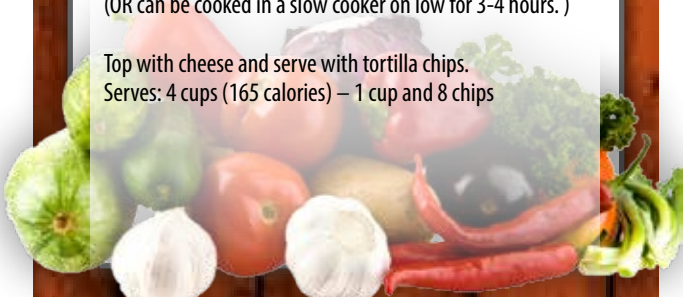 (OR can be cooked in a slow cooker on low for 3-4 hours. )
Top with cheese and serve with tortilla chips.
Serves: 4 cups (165 calories) – 1 cup and 8 chips